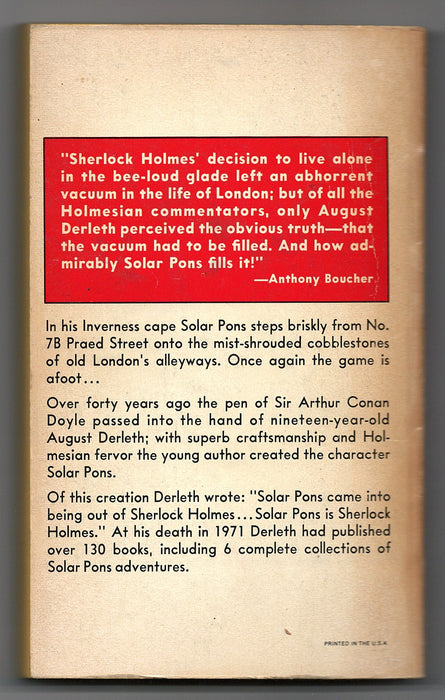 "Sherlock Holmes' decision to live alone
in the bee-loud glade left an abhorrent
vacuum in the life of London; but of all the
Holmesian commentators, only August
Derleth perceived the obvious truth—that
the vacuum had to be filled. And how ad-
mirably Solar Pons fills it!"
—Anthony Boucher
In his Inverness cape Solar Pons steps briskly from No.
7B Praed Street onto the mist-shrouded cobblestones
of old London's alleyways. Once again the game is
afoot...
Over forty years ago the pen of Sir Arthur Conan
Doyle passed into the hand of nineteen-year-old
August Derleth; with superb craftsmanship and Hol-
mesian fervor the young author created the character
Solar Pons.
Of this creation Derleth wrote: "Solar Pons came into
being out of Sherlock Holmes...Solar Pons is Sherlock
Holmes." At his death in 1971 Derleth had published
over 130 books, including 6 complete collections of
Solar Pons adventures.
PRINTED IN THE U.S.A.